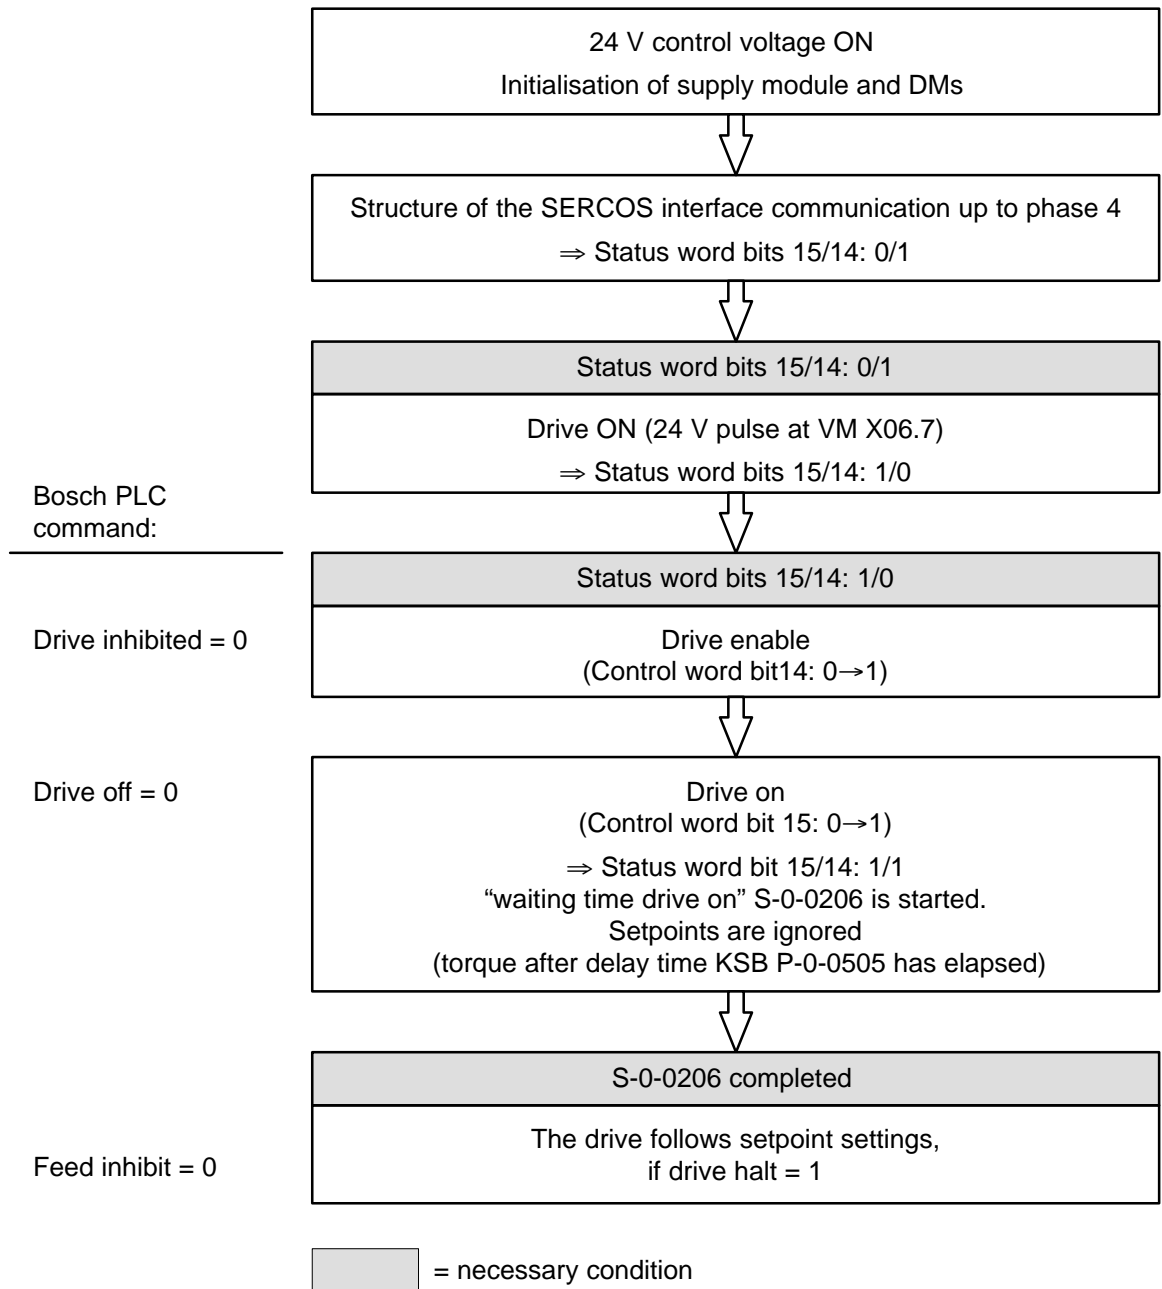 24 V control voltage ON
Initialisation of supply module and DMs
Structure of the SERCOS interface communication up to phase 4
⇒ Status word bits 15/14: 0/1
Status word bits 15/14: 0/1
Drive ON (24 V pulse at VM X06.7)
⇒ Status word bits 15/14: 1/0
Bosch PLC
command:
Status word bits 15/14: 1/0
Drive inhibited = 0
Drive enable
(Control word bit14: 0→1)
Drive off = 0
Drive on
(Control word bit 15: 0→1)
⇒ Status word bit 15/14: 1/1
“waiting time drive on” S-0-0206 is started.
Setpoints are ignored
(torque after delay time KSB P-0-0505 has elapsed)
S-0-0206 completed
Feed inhibit = 0
The drive follows setpoint settings,
if drive halt = 1
= necessary condition